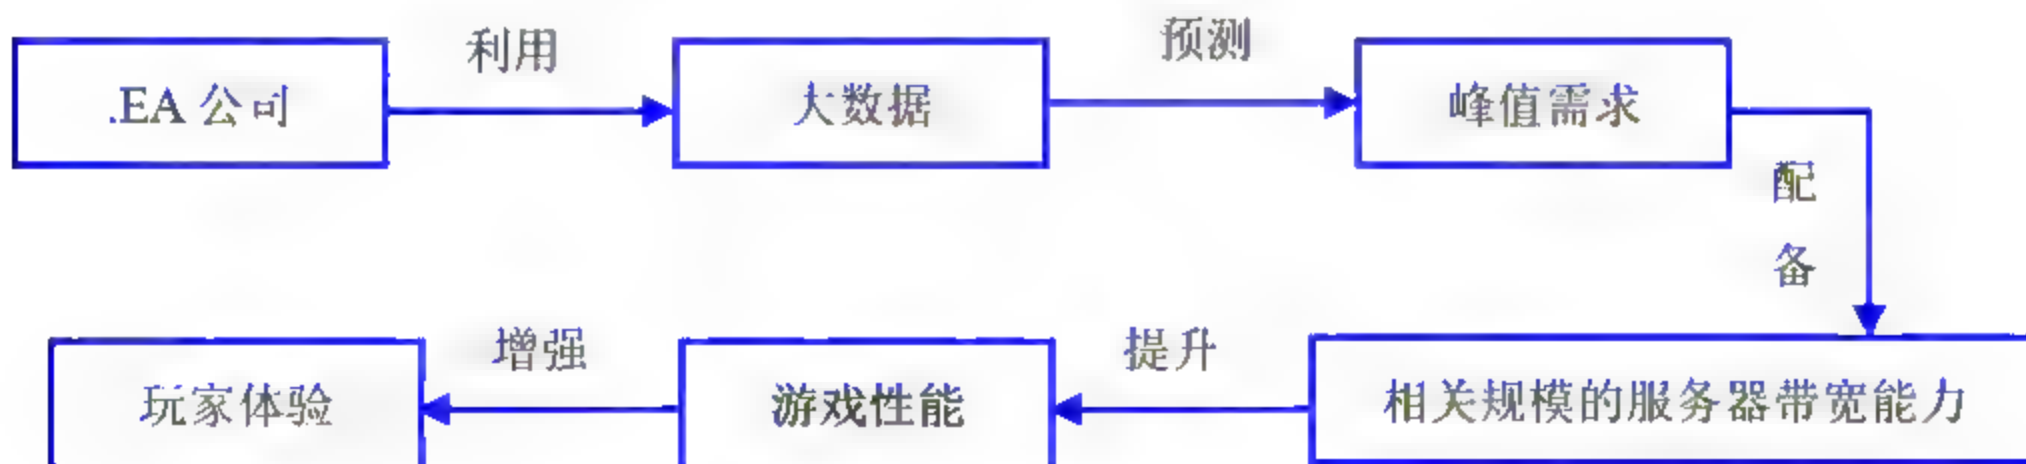 .EA 公司
利用
大数据
预测
峰值需求
配
备
相关规模的服务器带宽能力
提升
游戏性能
增强
玩家体验